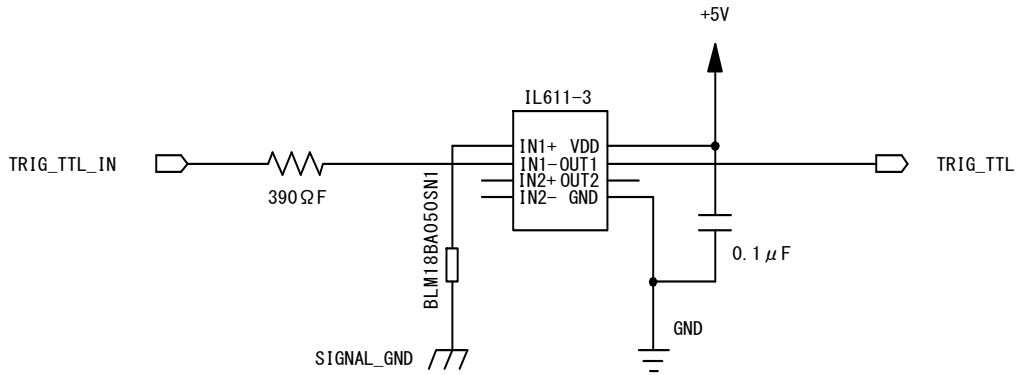 +5V
IL611-3
TRIG_TTL_IN
IN1+ VDD
IN1-OUT1
IN2+OUT2
IN2- GND
TRIG_TTL
390ΩF
BLM18BA050SN1
0.1μF
GND
SIGNAL_GND